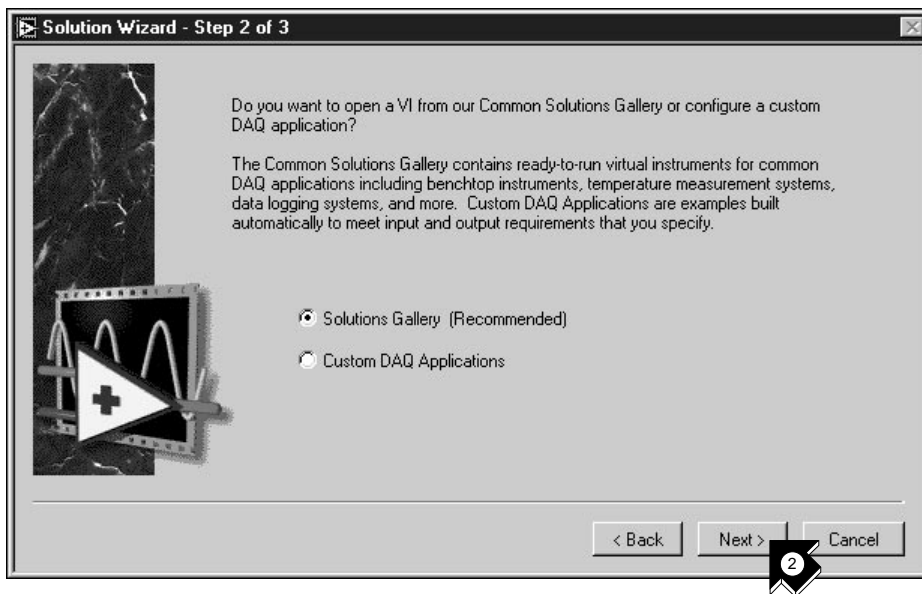 Solution Wizard - Step 2 of 3
Do you want to open a VI from our Common Solutions Gallery or configure a custom
DAQ application?
The Common Solutions Gallery contains ready-to-run virtual instruments for common
DAQ applications including benchtop instruments, temperature measurement systems,
data logging systems, and more.  Custom DAQ Applications are examples built
automatically to meet input and output requirements that you specify.
Solutions Gallery  (Recommended)
Custom DAQ Applications
< Back
Next >
Cancel
2